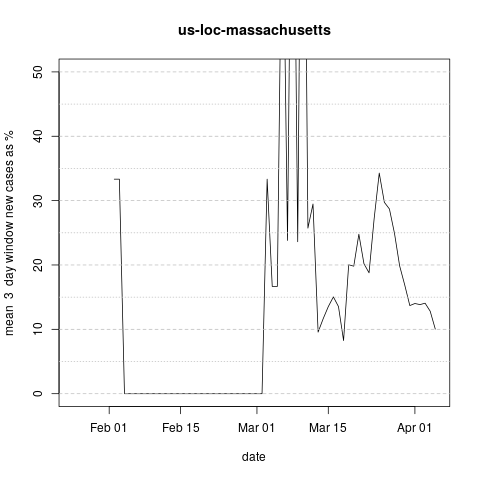 us-loc-massachusetts
mean 3 day window new cases as %
50
40
30
20
10
0
Feb 01 Feb 15 Mar 01 Mar 15 Apr 01
date